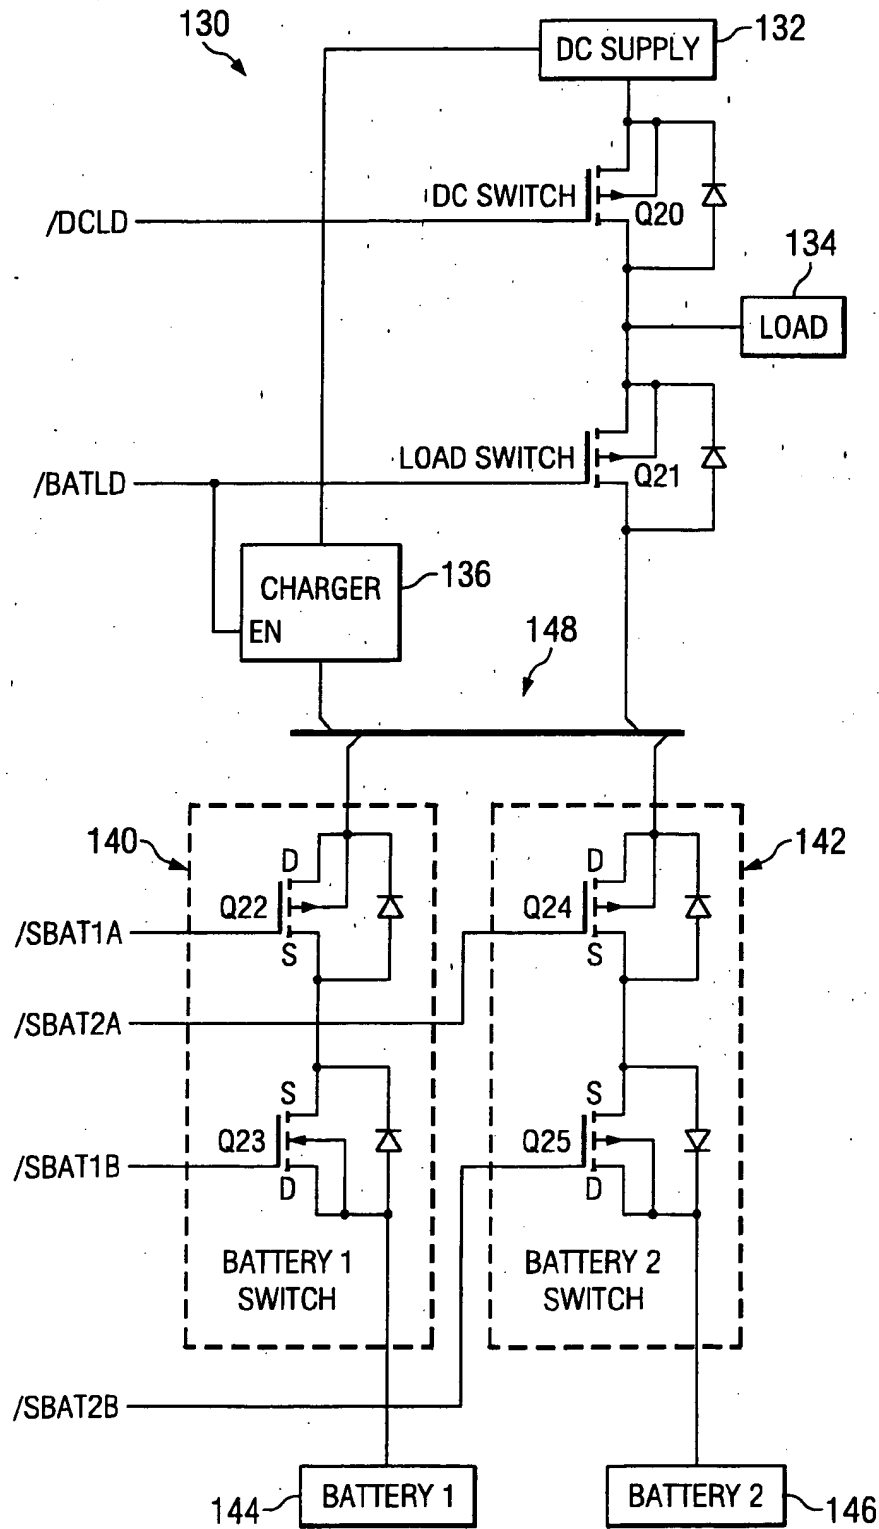 130
DC SUPPLY
132
DC SWITCH
Q20
/DCLD
134
LOAD
LOAD SWITCH
Q21
/BATLD
CHARGER
136
EN
148
140
142
D
Q22
S
D
Q24
S
/SBAT1A
/SBAT2A
S
Q23
D
S
Q25
D
/SBAT1B
BATTERY 1
SWITCH
BATTERY 2
SWITCH
/SBAT2B
144
BATTERY 1
BATTERY 2
146